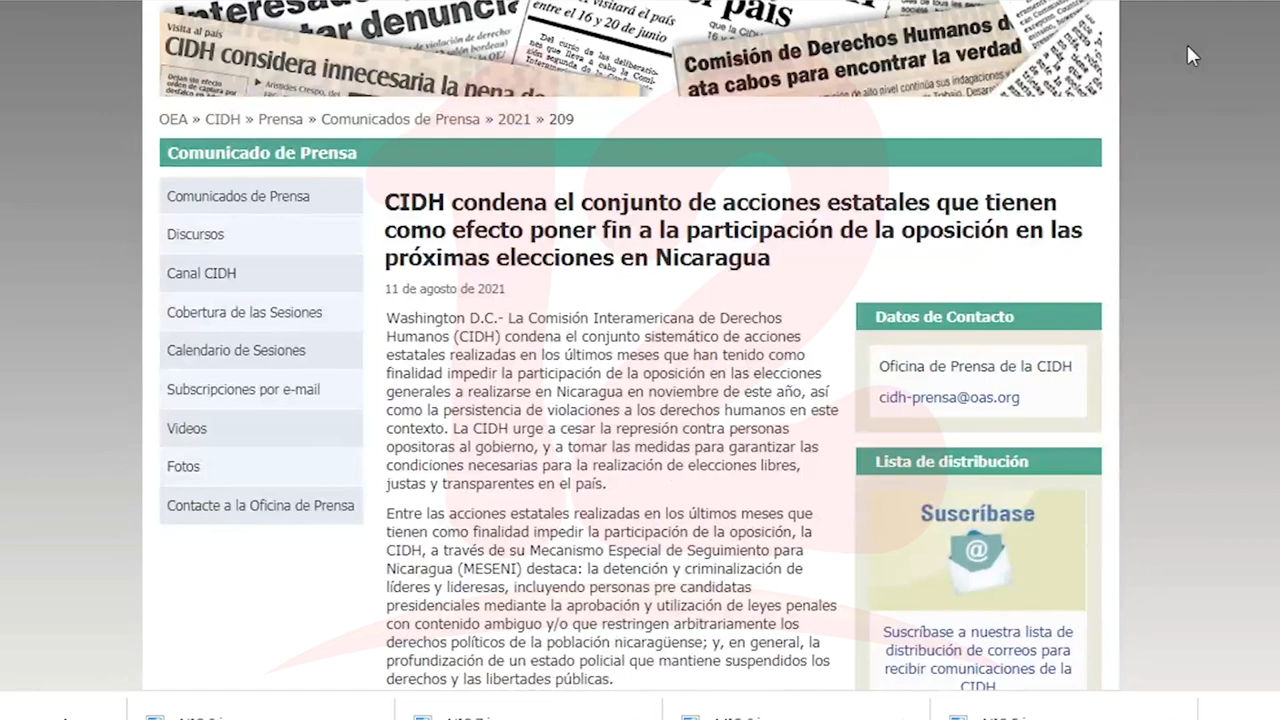 Interesados
tar denuncia
visitará el país
entre el 16 y 20 de junio
país
Visita al país
CIDH considera innecesaria la pena de
Comisión de Derechos Humanos d
ata cabos para encontrar la verdad
OEA » CIDH » Prensa » Comunicados de Prensa » 2021 » 209
Comunicado de Prensa
Comunicados de Prensa
Discursos
Canal CIDH
Cobertura de las Sesiones
Calendario de Sesiones
Subscripciones por e-mail
Videos
Fotos
Contacte a la Oficina de Prensa
CIDH condena el conjunto de acciones estatales que tienen
como efecto poner fin a la participación de la oposición en las
próximas elecciones en Nicaragua
11 de agosto de 2021
Washington D.C.- La Comisión Interamericana de Derechos
Humanos (CIDH) condena el conjunto sistemático de acciones
estatales realizadas en los últimos meses que han tenido como
finalidad impedir la participación de la oposición en las elecciones
generales a realizarse en Nicaragua en noviembre de este año, así
como la persistencia de violaciones a los derechos humanos en este
contexto. La CIDH urge a cesar la represión contra personas
opositoras al gobierno, y a tomar las medidas para garantizar las
condiciones necesarias para la realización de elecciones libres,
justas y transparentes en el país.
Entre las acciones estatales realizadas en los últimos meses que
tienen como finalidad impedir la participación de la oposición, la
CIDH, a través de su Mecanismo Especial de Seguimiento para
Nicaragua (MESENI) destaca: la detención y criminalización de
líderes y lideresas, incluyendo personas pre candidatas
presidenciales mediante la aprobación y utilización de leyes penales
con contenido ambiguo y/o que restringen arbitrariamente los
derechos políticos de la población nicaragüense; y, en general, la
profundización de un estado policial que mantiene suspendidos los
derechos y las libertades públicas.
Datos de Contacto
Oficina de Prensa de la CIDH
cidh-prensa@oas.org
Lista de distribución
Suscríbase
@
Suscríbase a nuestra lista de
distribución de correos para
recibir comunicaciones de la
CIDH
12